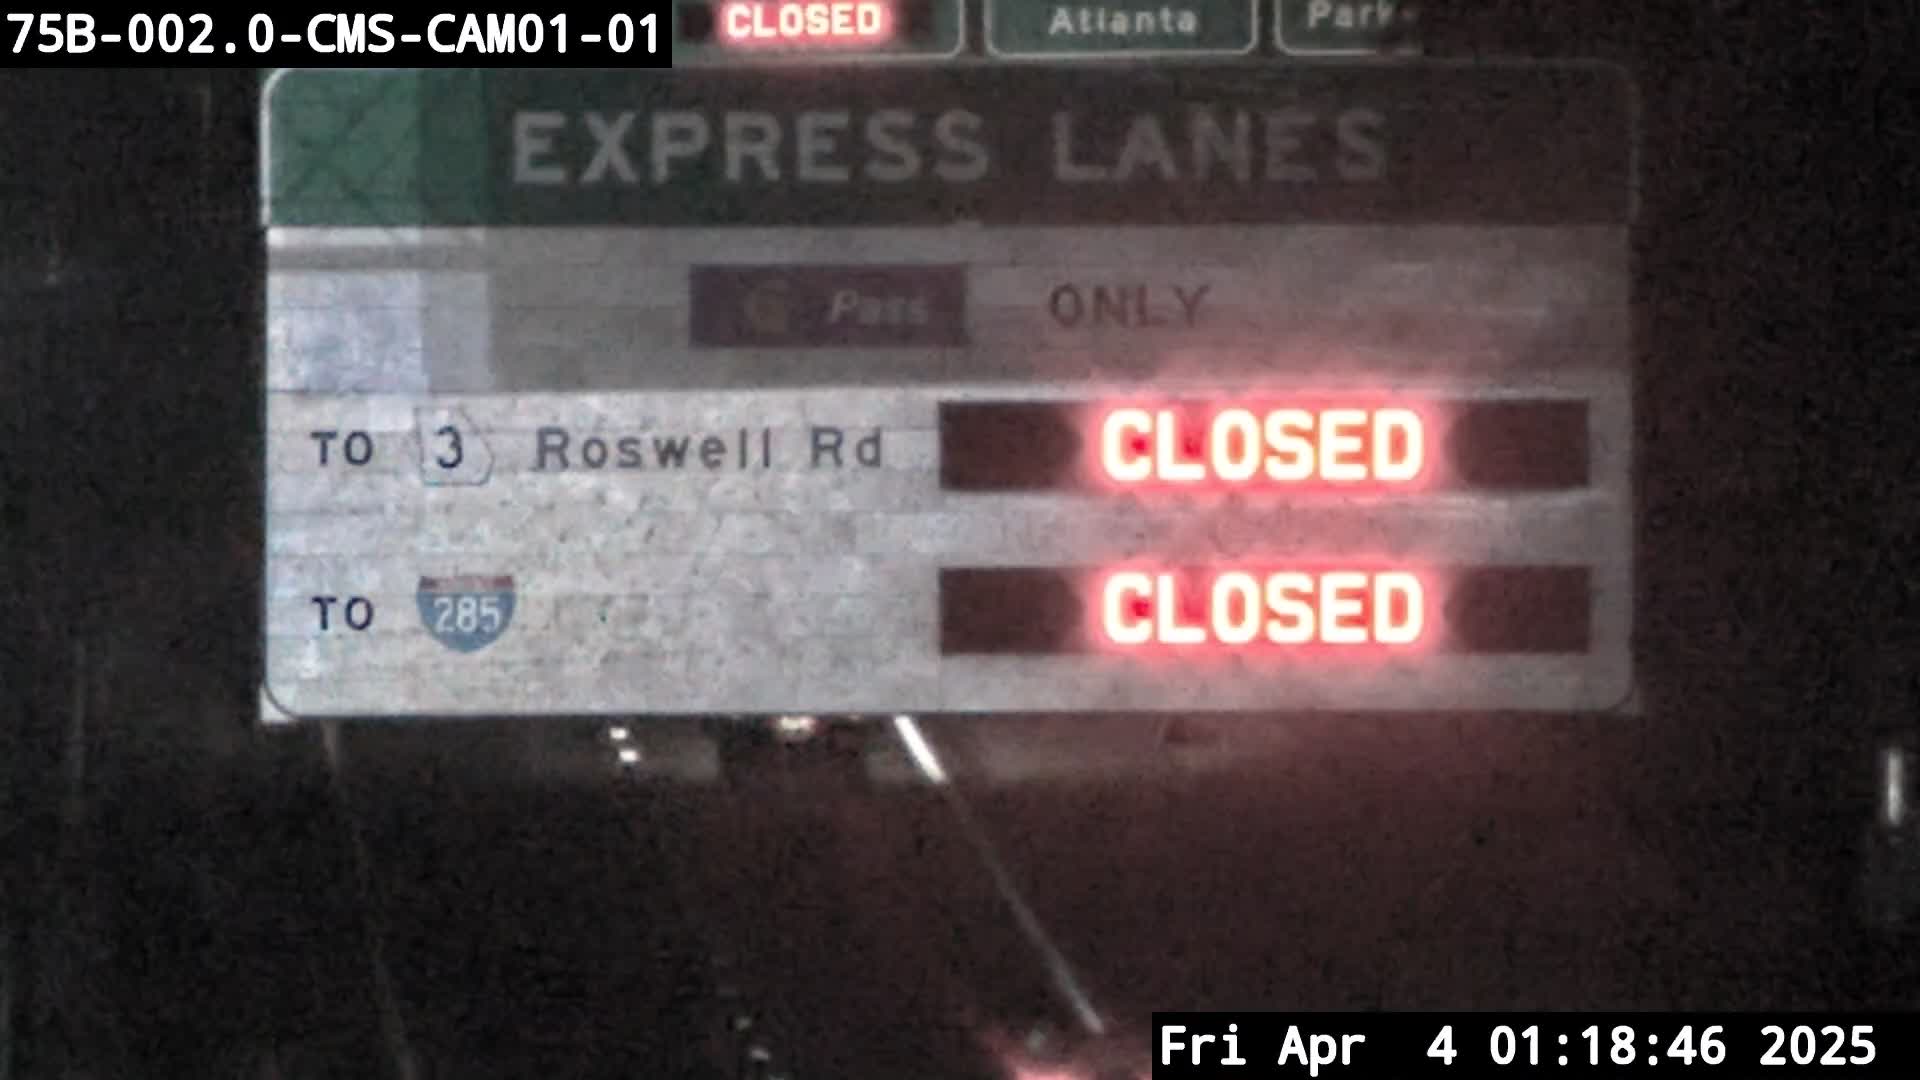 75B-002.0-CMS-CAM01-01
CLOSED
Atlanta
Park
EXPRESS LANES
Pass ONLY
TO 3 Roswell Rd CLOSED
TO 285 CLOSED
Fri Apr 4 01:18:46 2025